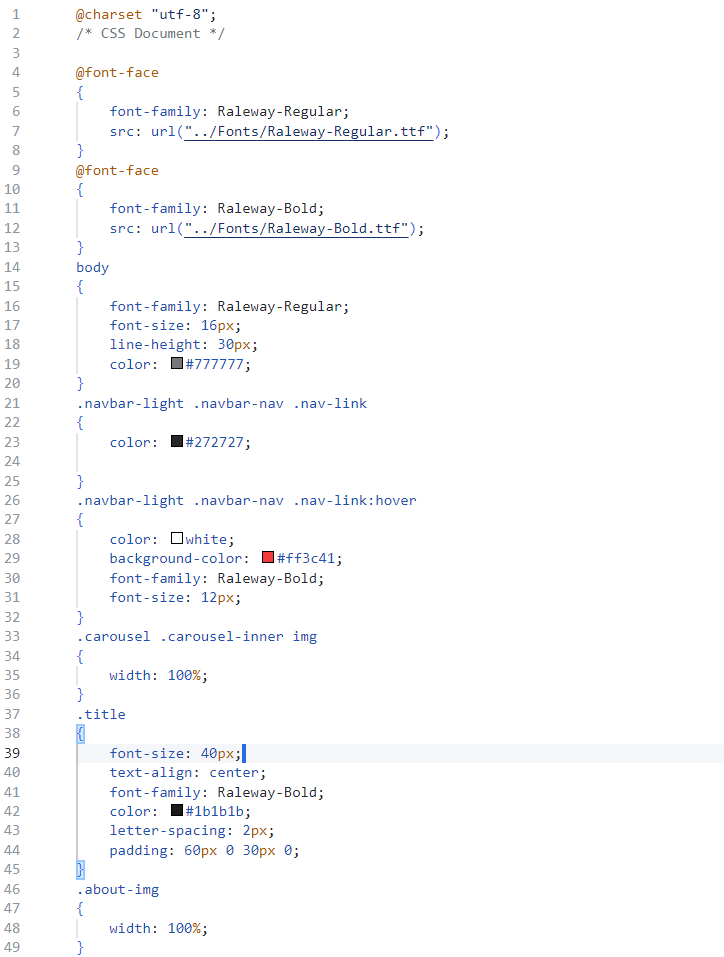 1 @charset "utf-8";
2 /* CSS Document */
3
4 @font-face
5 {
6 font-family: Raleway-Regular;
7 src: url("../Fonts/Raleway-Regular.ttf");
8 }
9 @font-face
10 {
11 font-family: Raleway-Bold;
12 src: url("../Fonts/Raleway-Bold.ttf");
13 }
14 body
15 {
16 font-family: Raleway-Regular;
17 font-size: 16px;
18 line-height: 30px;
19 color: #777777;
20 }
21 .navbar-light .navbar-nav .nav-link
22 {
23 color: #272727;
24
25 }
26 .navbar-light .navbar-nav .nav-link:hover
27 {
28 color: white;
29 background-color: #ff3c41;
30 font-family: Raleway-Bold;
31 font-size: 12px;
32 }
33 .carousel .carousel-inner img
34 {
35 width: 100%;
36 }
37 .title
38 {
39 font-size: 40px;
40 text-align: center;
41 font-family: Raleway-Bold;
42 color: #1b1b1b;
43 letter-spacing: 2px;
44 padding: 60px 0 30px 0;
45 }
46 .about-img
47 {
48 width: 100%;
49 }